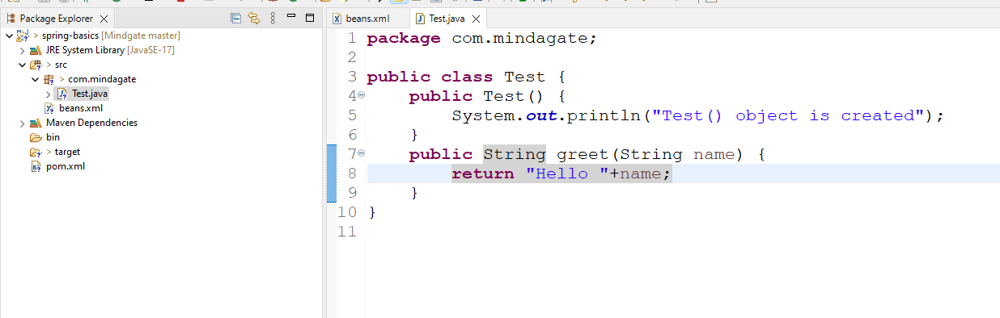 Package Explorer
> spring-basics [Mindgate master]
JRE System Library [JavaSE-17]
> src
> com.mindagate
> Test.java
beans.xml
Maven Dependencies
bin
> target
pom.xml
beans.xml Test.java
1 package com.mindagate;
2
3 public class Test {
4 public Test() {
5 System.out.println("Test() object is created");
6 }
7 public String greet(String name) {
8 return "Hello "+name;
9 }
10 }
11